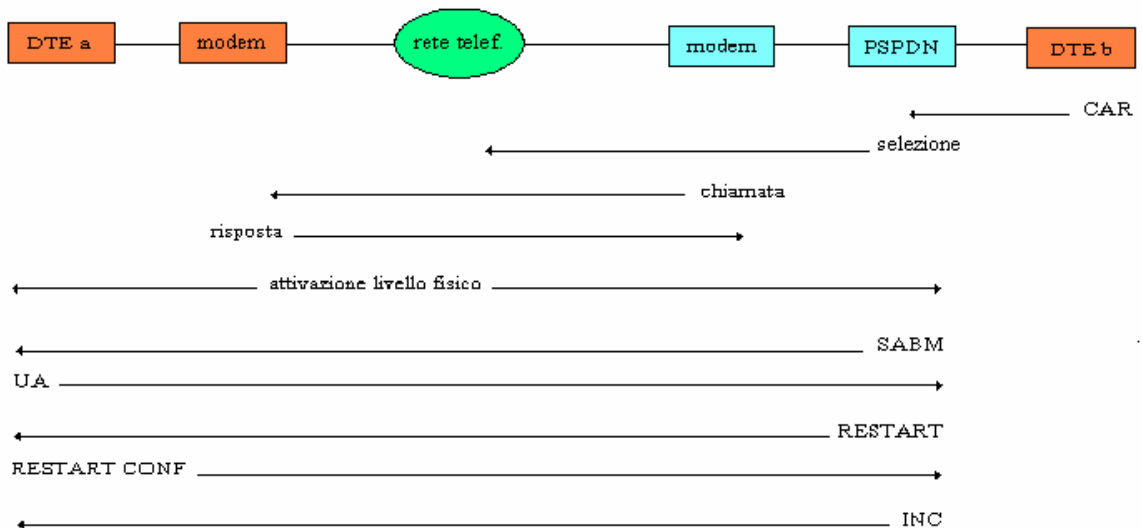 DTE a
modem
rete telef.
modem
PSPDN
DTE b
CAR
selezione
chiamata
risposta
attivazione livello fisico
SABM
UA
RESTART
RESTART CONF
INC